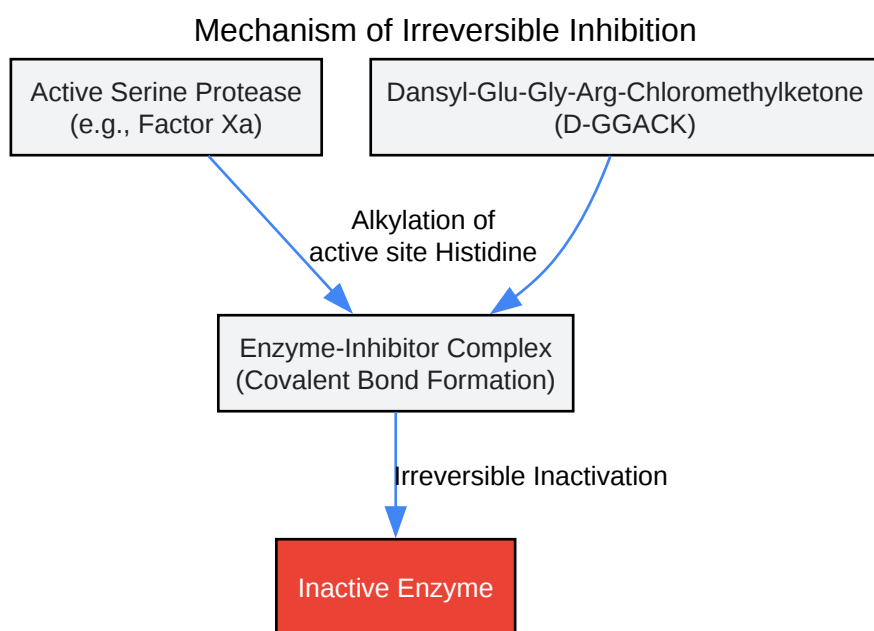 Mechanism of Irreversible Inhibition
Active Serine Protease
(e.g., Factor Xa)
Dansyl-Glu-Gly-Arg-Chloromethylketone
(D-GGACK)
Alkylation of
active site Histidine
Enzyme-Inhibitor Complex
(Covalent Bond Formation)
Irreversible Inactivation
Inactive Enzyme